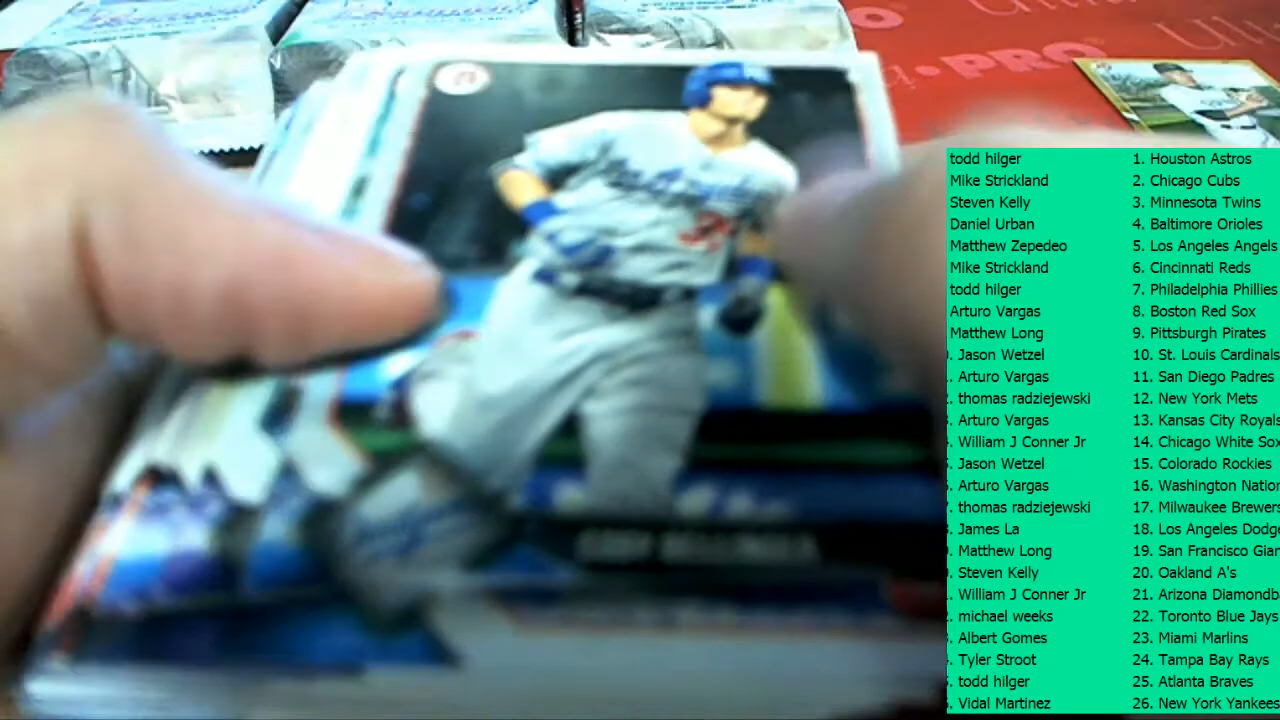 PRO
Ultra
todd hilger 1. Houston Astros
Mike Strickland 2. Chicago Cubs
Steven Kelly 3. Minnesota Twins
Daniel Urban 4. Baltimore Orioles
Matthew Zepedeo 5. Los Angeles Angels
Mike Strickland 6. Cincinnati Reds
todd hilger 7. Philadelphia Phillies
Arturo Vargas 8. Boston Red Sox
Matthew Long 9. Pittsburgh Pirates
Jason Wetzel 10. St. Louis Cardinals
Arturo Vargas 11. San Diego Padres
thomas radziejewski 12. New York Mets
Arturo Vargas 13. Kansas City Royals
William J Conner Jr 14. Chicago White Sox
Jason Wetzel 15. Colorado Rockies
Arturo Vargas 16. Washington Nation
thomas radziejewski 17. Milwaukee Brewers
James La 18. Los Angeles Dodge
Matthew Long 19. San Francisco Gian
Steven Kelly 20. Oakland A's
William J Conner Jr 21. Arizona Diamondb
michael weeks 22. Toronto Blue Jays
Albert Gomes 23. Miami Marlins
Tyler Stroot 24. Tampa Bay Rays
todd hilger 25. Atlanta Braves
Vidal Martinez 26. New York Yankees